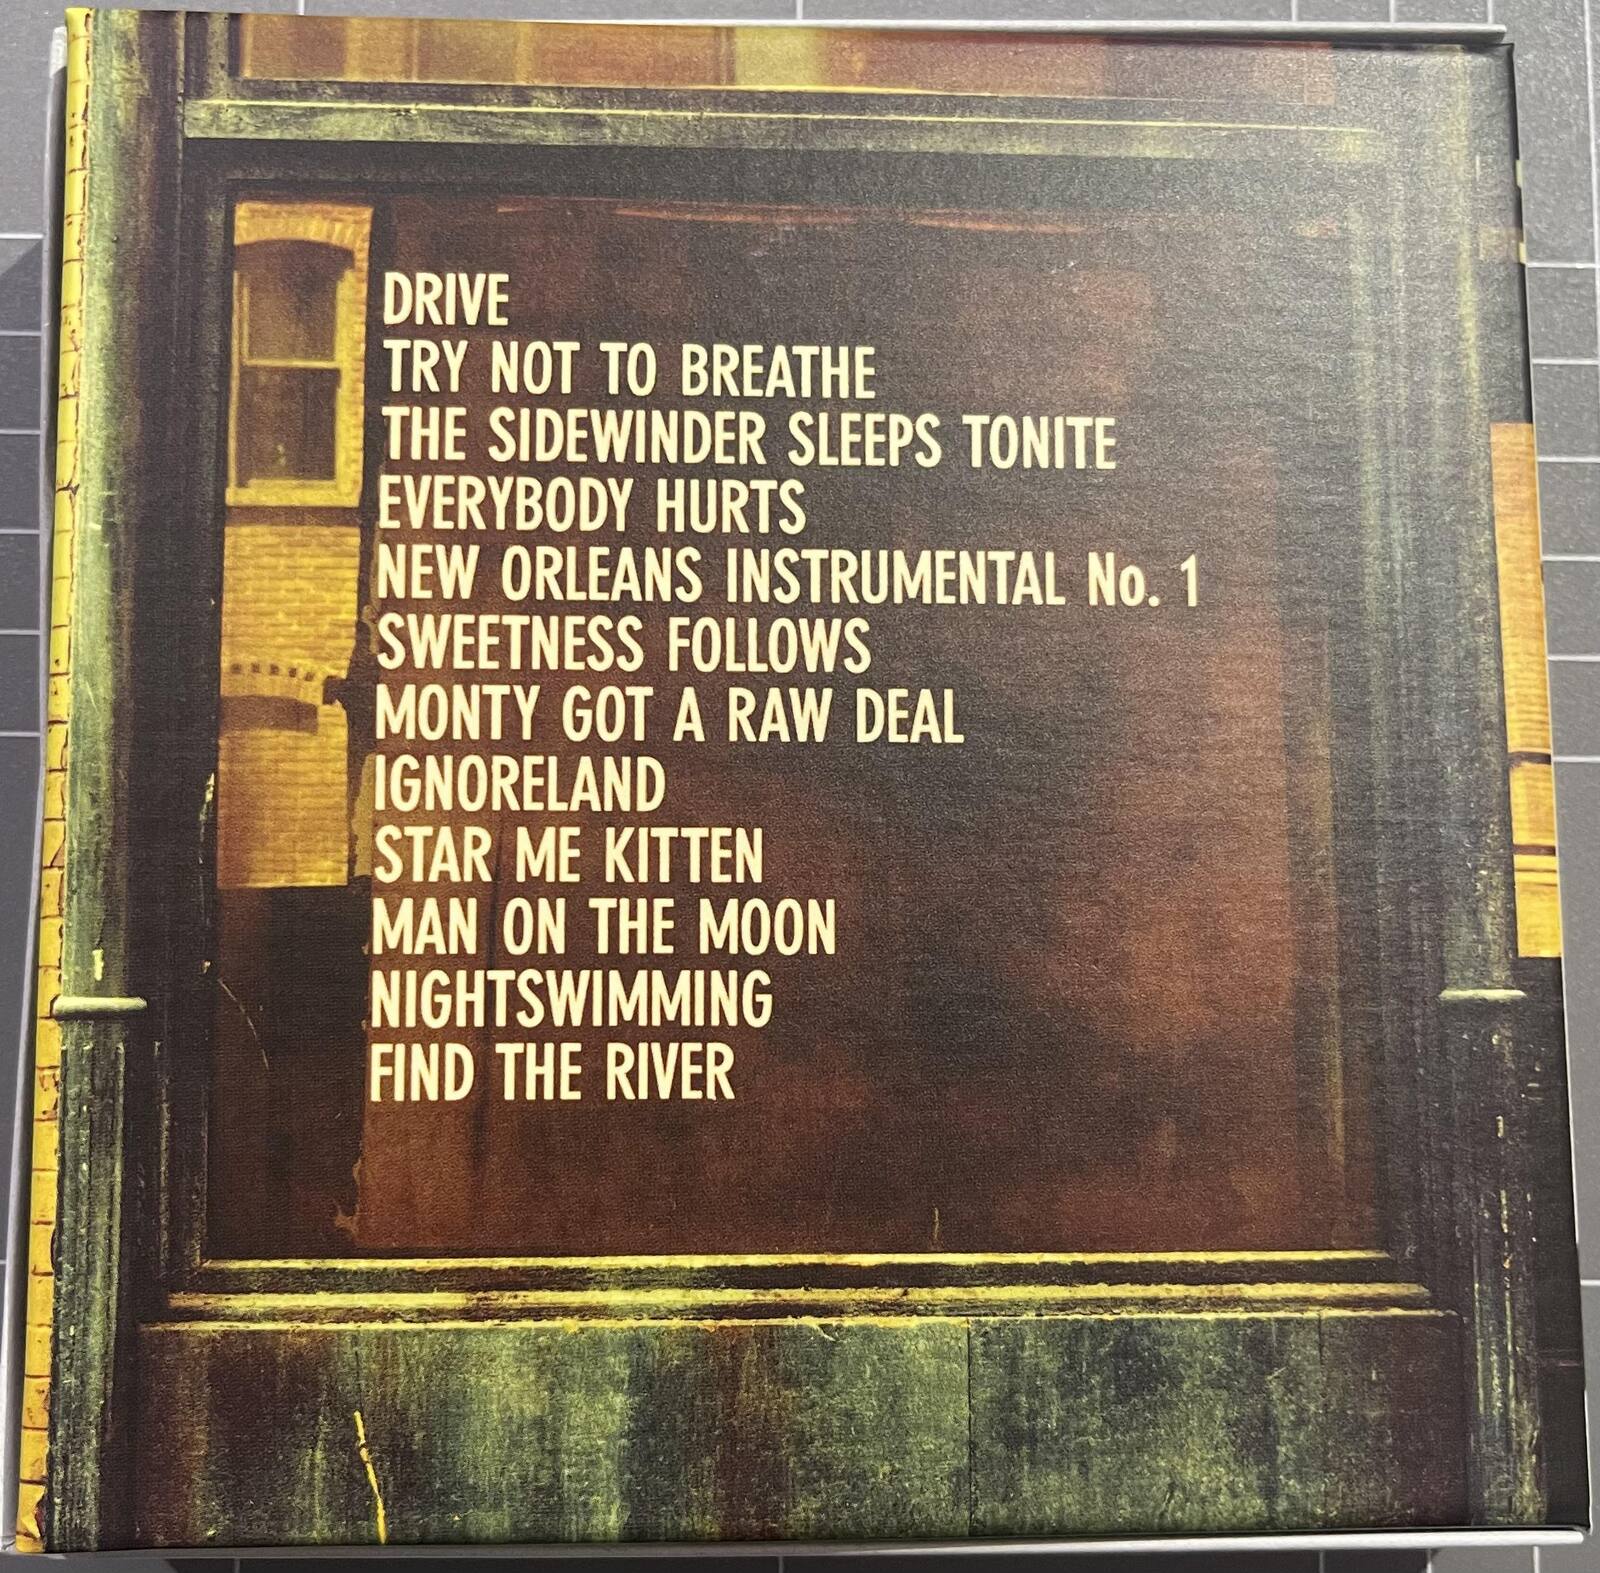 DRIVE
TRY NOT TO BREATHE
THE SIDEWINDER SLEEPS TONITE
EVERYBODY HURTS
NEW ORLEANS INSTRUMENTAL No. 1
SWEETNESS FOLLOWS
MONTY GOT A RAW DEAL
IGNORELAND
STAR ME KITTEN
MAN ON THE MOON
NIGHTSWIMMING
FIND THE RIVER